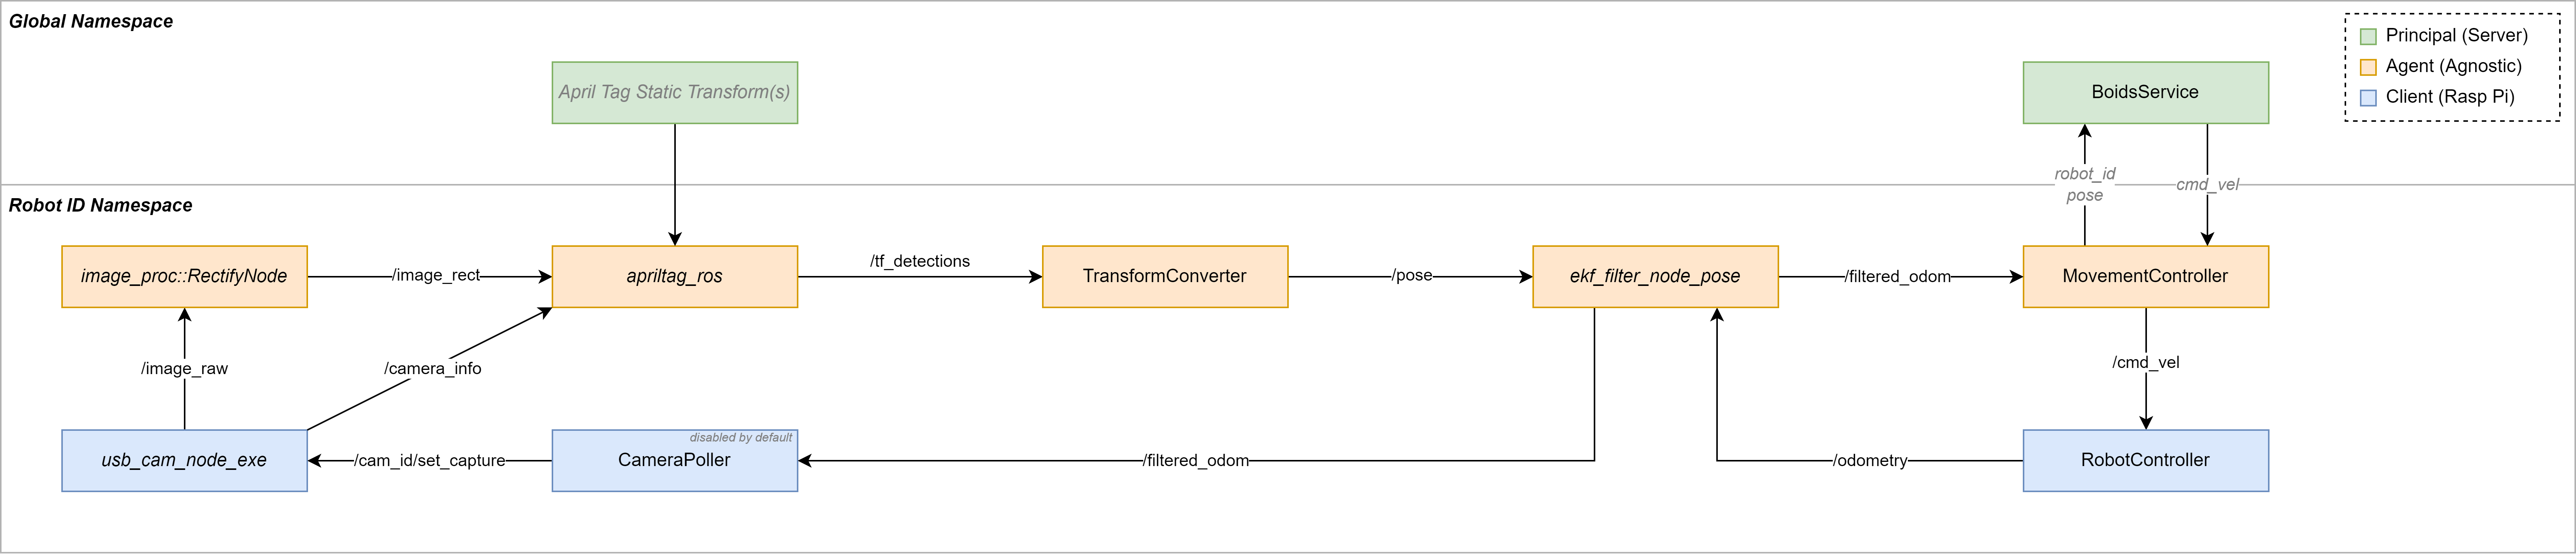 Global Namespace
Principal (Server)
Agent (Agnostic)
Client (Rasp Pi)
April Tag Static Transform(s)
BoidsService
robot_id
pose
cmd_vel
Robot ID Namespace
image_proc::RectifyNode
/image_rect
apriltag_ros
/tf_detections
TransformConverter
/pose
ekf_filter_node_pose
/filtered_odom
MovementController
/image_raw
/camera_info
/cmd_vel
usb_cam_node_exe
/cam_id/set_capture
disabled by default
CameraPoller
/filtered_odom
/odometry
RobotController